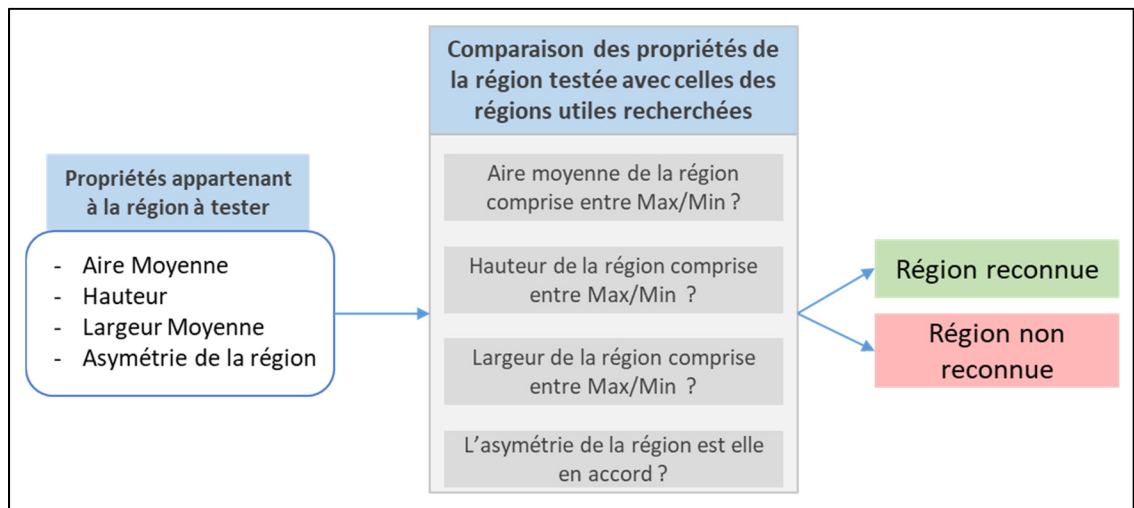 Propriétés appartenant
à la région à tester
- Aire Moyenne
- Hauteur
- Largeur Moyenne
- Asymétrie de la région
Comparaison des propriétés de
la région testée avec celles des
régions utiles recherchées
Aire moyenne de la région
comprise entre Max/Min ?
Hauteur de la région comprise
entre Max/Min ?
Largeur de la région comprise
entre Max/Min ?
L'asymétrie de la région est elle
en accord ?
Région reconnue
Région non
reconnue